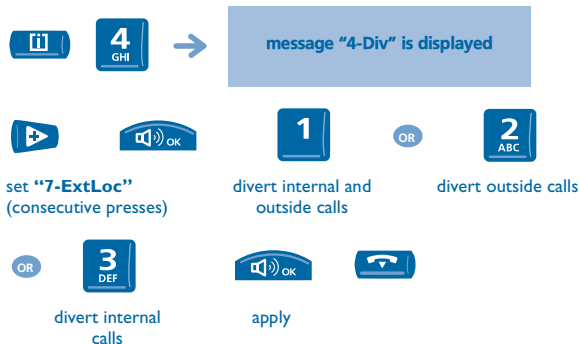 i
4
GHI
message "4-Div" is displayed
+
OK
1
OR
2
ABC
set "7-ExtLoc"
(consecutive presses)
divert internal and
outside calls
divert outside calls
OR
3
DEF
OK
divert internal
calls
apply